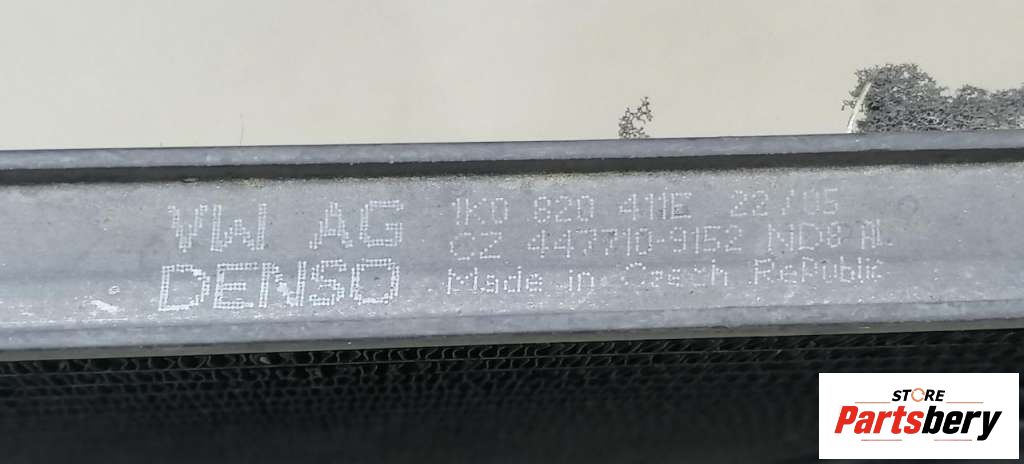 VW AG 1K0 820 411E 22/05
CZ 447710-9152 ND8 AL
DENSO Made in Czech RePublic
STORE
Partsbery